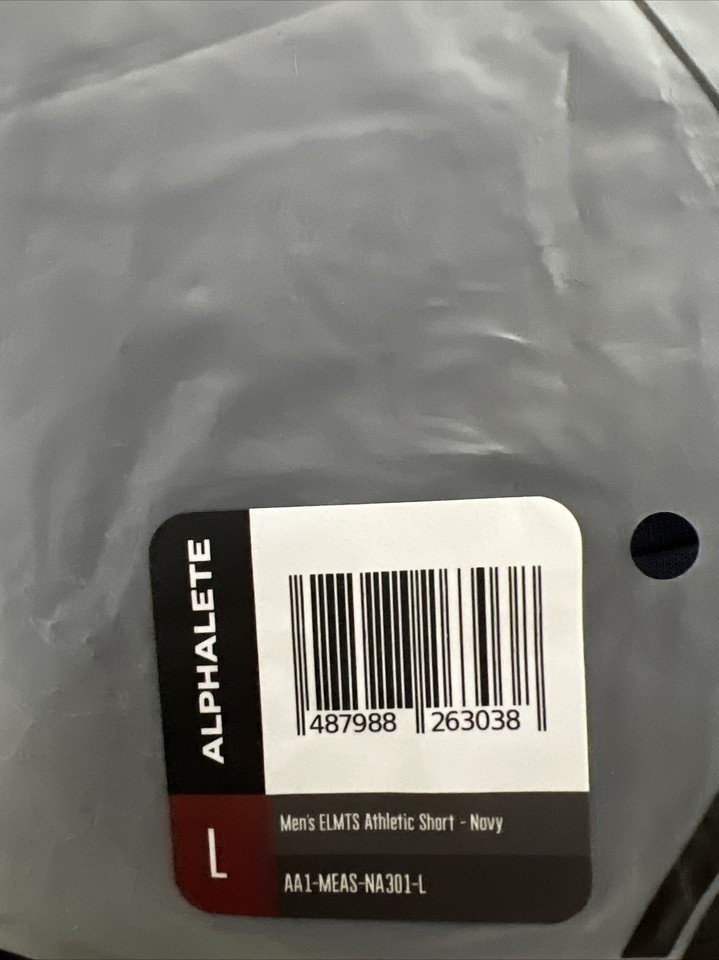 ALPHALETE
487988 263038
Men's ELMTS Athletic Short - Navy
L
AA1-MEAS-NA301-L